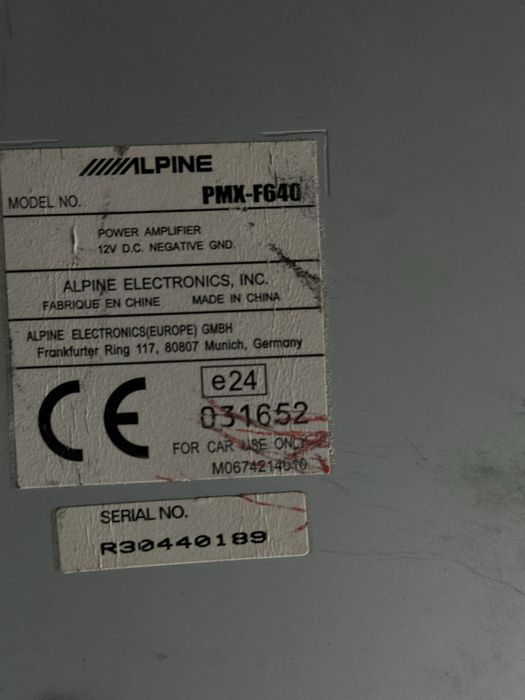 ALPINE
MODEL NO. PMX-F640
POWER AMPLIFIER
12V D.C. NEGATIVE GND.
ALPINE ELECTRONICS, INC.
FABRIQUE EN CHINE MADE IN CHINA
ALPINE ELECTRONICS(EUROPE) GMBH
Frankfurter Ring 117, 80807 Munich, Germany
CE
e24
031652
FOR CAR USE ONLY
M0674214010
SERIAL NO.
R30440189